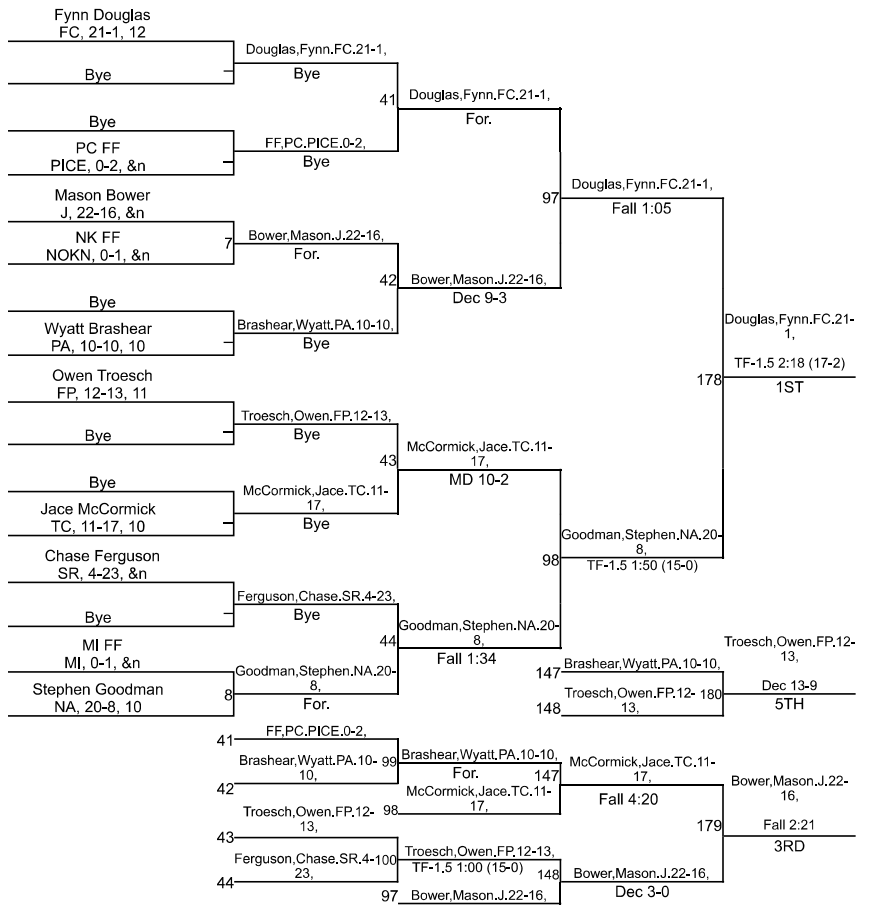 Fynn Douglas
FC, 21-1, 12
Bye
Douglas,Fynn.FC.21-1,
Bye
41
Douglas,Fynn.FC.21-1,
For.
Bye
PC FF
PICE, 0-2, &n
FF,PC.PICE.0-2,
Bye
97
Douglas,Fynn.FC.21-1,
Fall 1:05
Mason Bower
J, 22-16, &n
NK FF
NOKN, 0-1, &n
7
Bower,Mason.J.22-16,
For.
42
Bower,Mason.J.22-16,
Dec 9-3
Bye
Wyatt Brashear
PA, 10-10, 10
Brashear,Wyatt.PA.10-10,
Bye
Douglas,Fynn.FC.21-
1,
178
TF-1.5 2:18 (17-2)
1ST
Owen Troesch
FP, 12-13, 11
Bye
Troesch,Owen.FP.12-13,
Bye
43
McCormick,Jace.TC.11-
17,
MD 10-2
Bye
Jace McCormick
TC, 11-17, 10
McCormick,Jace.TC.11-
17,
Bye
98
Goodman,Stephen.NA.20-
8,
TF-1.5 1:50 (15-0)
Chase Ferguson
SR, 4-23, &n
Bye
Ferguson,Chase.SR.4-23,
Bye
44
Goodman,Stephen.NA.20-
8,
Fall 1:34
MI FF
MI, 0-1, &n
Stephen Goodman
NA, 20-8, 10
8
Goodman,Stephen.NA.20-
8,
For.
147
Brashear,Wyatt.PA.10-10,
148
Troesch,Owen.FP.12-
13,
180
Troesch,Owen.FP.12-
13,
Dec 13-9
5TH
41
FF,PC.PICE.0-2,
42
Brashear,Wyatt.PA.10-
10,
99
Brashear,Wyatt.PA.10-10,
For.
98
McCormick,Jace.TC.11-
17,
147
McCormick,Jace.TC.11-
17,
Fall 4:20
43
Troesch,Owen.FP.12-
13,
44
Ferguson,Chase.SR.4-
23,
100
Troesch,Owen.FP.12-13,
TF-1.5 1:00 (15-0)
97
Bower,Mason.J.22-16,
148
Bower,Mason.J.22-16,
Dec 3-0
179
Bower,Mason.J.22-
16,
Fall 2:21
3RD